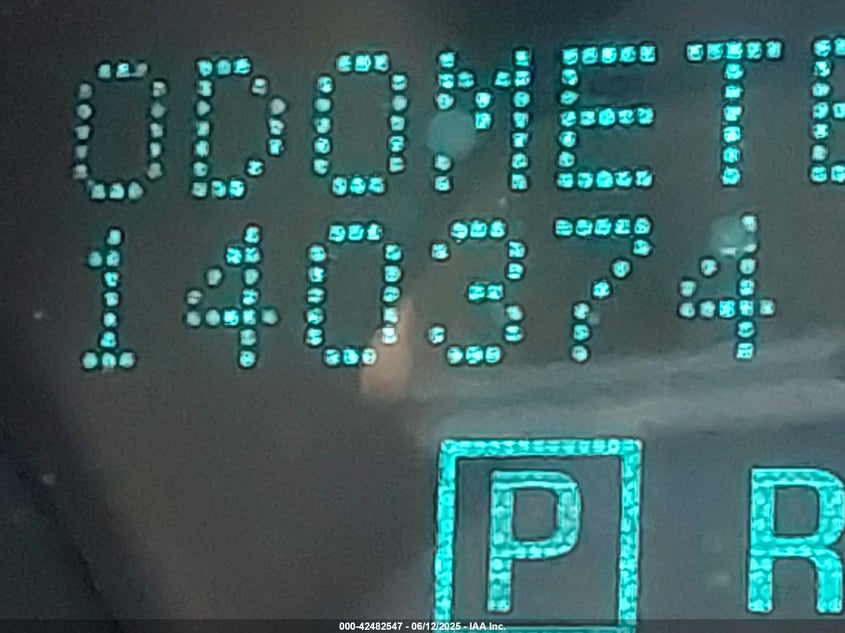 ODOMETE
140374
P R
000-42482547 - 06/12/2025 - IAA Inc.